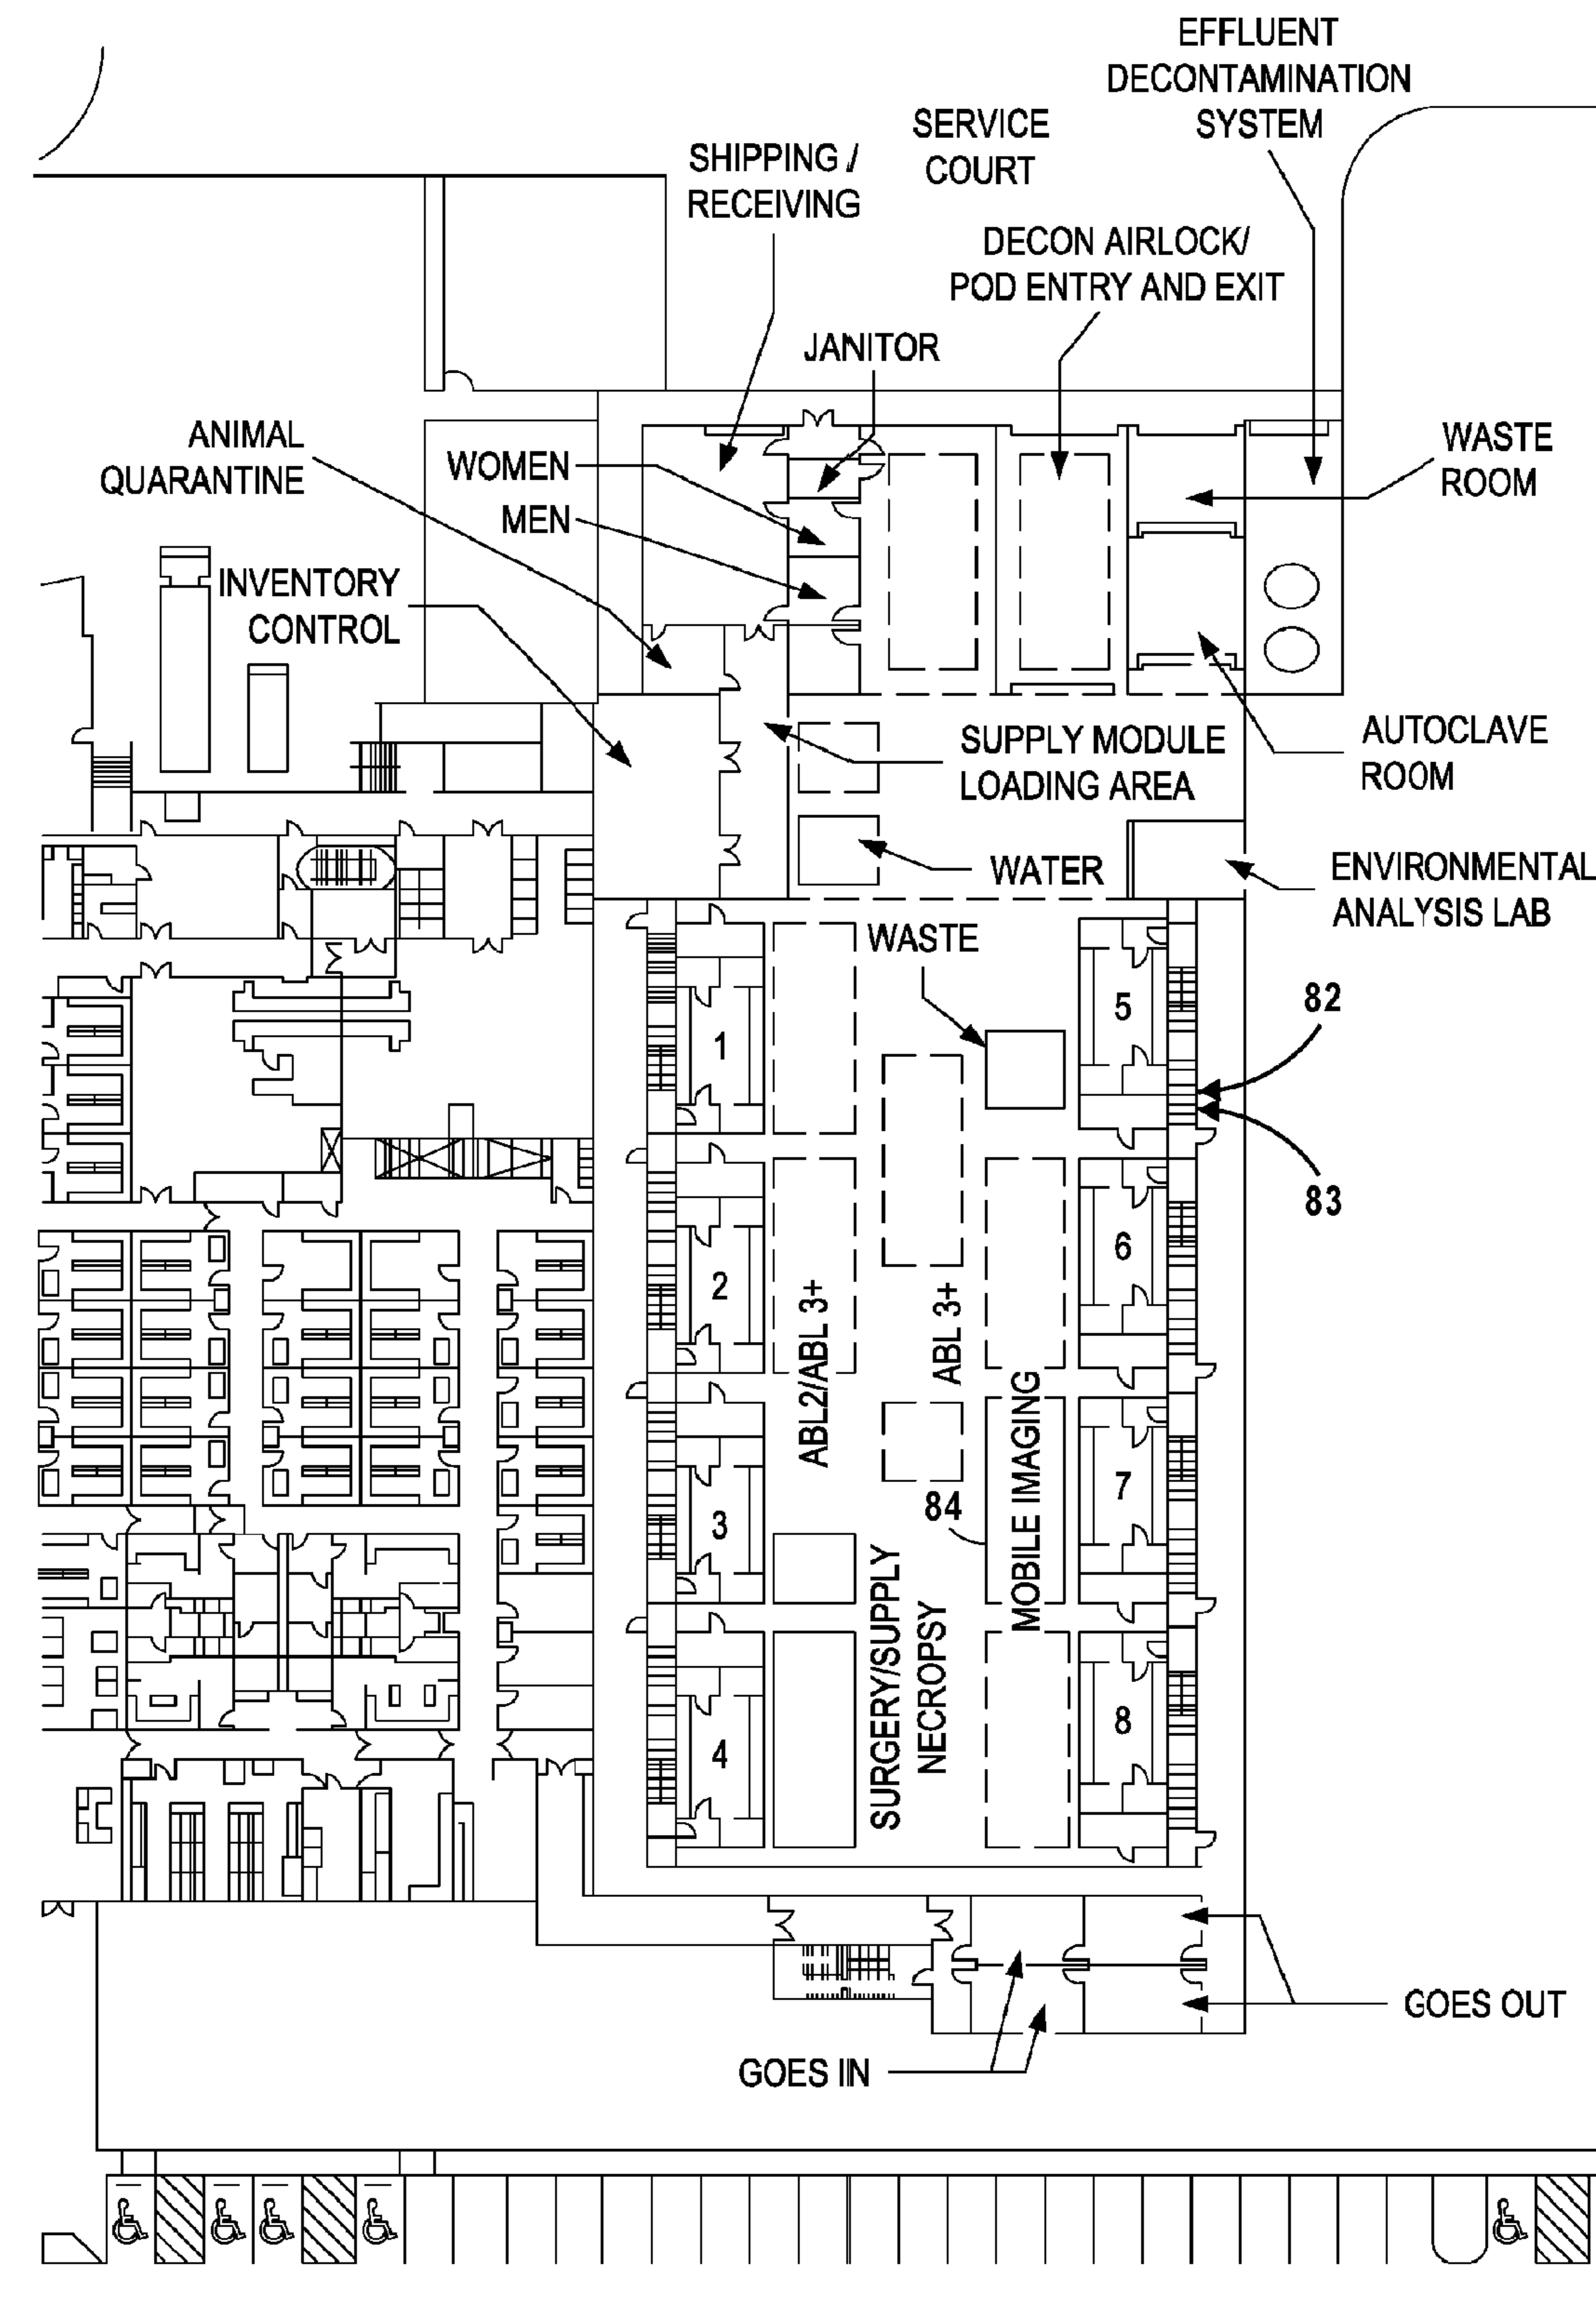 EFFLUENT
DECONTAMINATION
SYSTEM
SERVICE
COURT
SHIPPING /
RECEIVING
DECON AIRLOCK/
POD ENTRY AND EXIT
JANITOR
ANIMAL
QUARANTINE
WOMEN
MEN
WASTE
ROOM
INVENTORY
CONTROL
SUPPLY MODULE
LOADING AREA
AUTOCLAVE
ROOM
WATER
ENVIRONMENTAL
ANALYSIS LAB
WASTE
82
83
1
2
3
4
5
6
7
8
ABL2/ABL 3+
ABL 3+
MOBILE IMAGING
84
SURGERY/SUPPLY
NECROPSY
GOES OUT
GOES IN